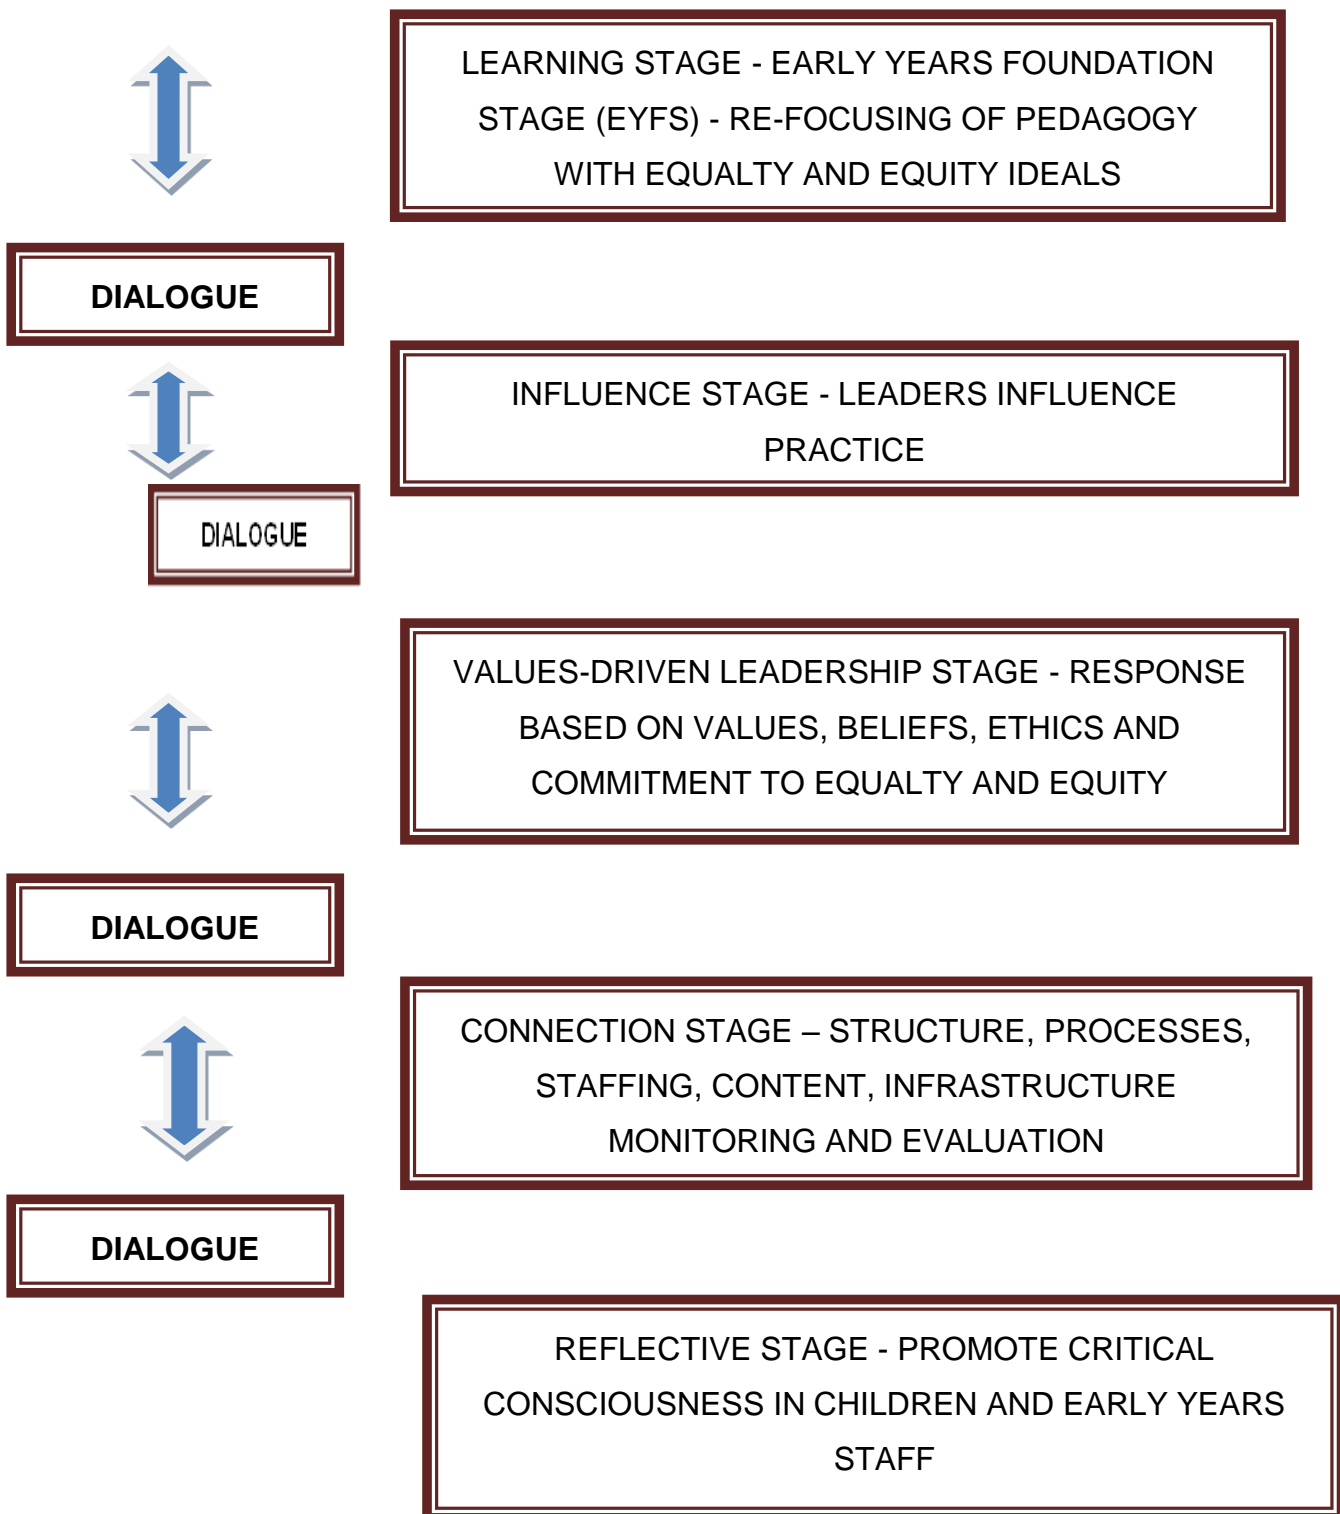 LEARNING STAGE - EARLY YEARS FOUNDATION
STAGE (EYFS) - RE-FOCUSING OF PEDAGOGY
WITH EQUALTY AND EQUITY IDEALS
DIALOGUE
INFLUENCE STAGE - LEADERS INFLUENCE
PRACTICE
DIALOGUE
VALUES-DRIVEN LEADERSHIP STAGE - RESPONSE
BASED ON VALUES, BELIEFS, ETHICS AND
COMMITMENT TO EQUALTY AND EQUITY
DIALOGUE
CONNECTION STAGE – STRUCTURE, PROCESSES,
STAFFING, CONTENT, INFRASTRUCTURE
MONITORING AND EVALUATION
DIALOGUE
REFLECTIVE STAGE - PROMOTE CRITICAL
CONSCIOUSNESS IN CHILDREN AND EARLY YEARS
STAFF